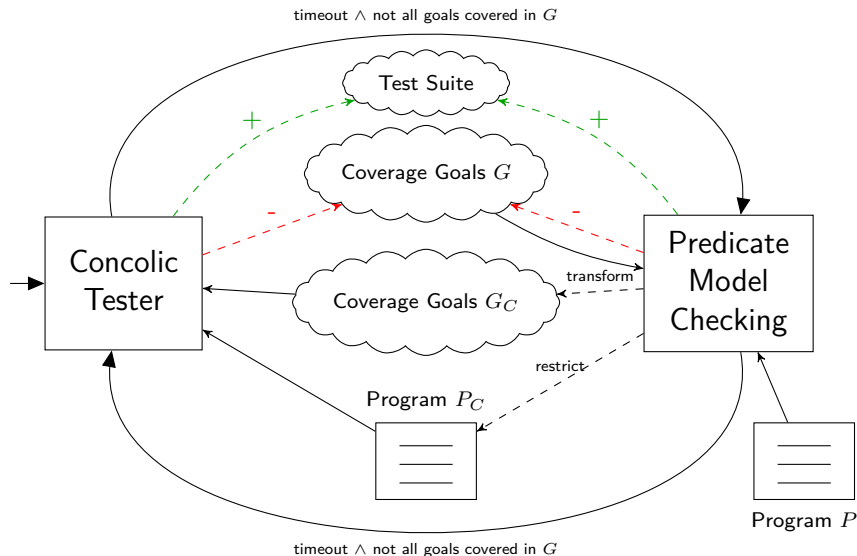 timeout ∧ not all goals covered in G
Test Suite
+
+
Coverage Goals G
-
-
Concolic
Tester
Predicate
Model
Checking
transform
Coverage Goals G_C
restrict
Program P_C
Program P
timeout ∧ not all goals covered in G